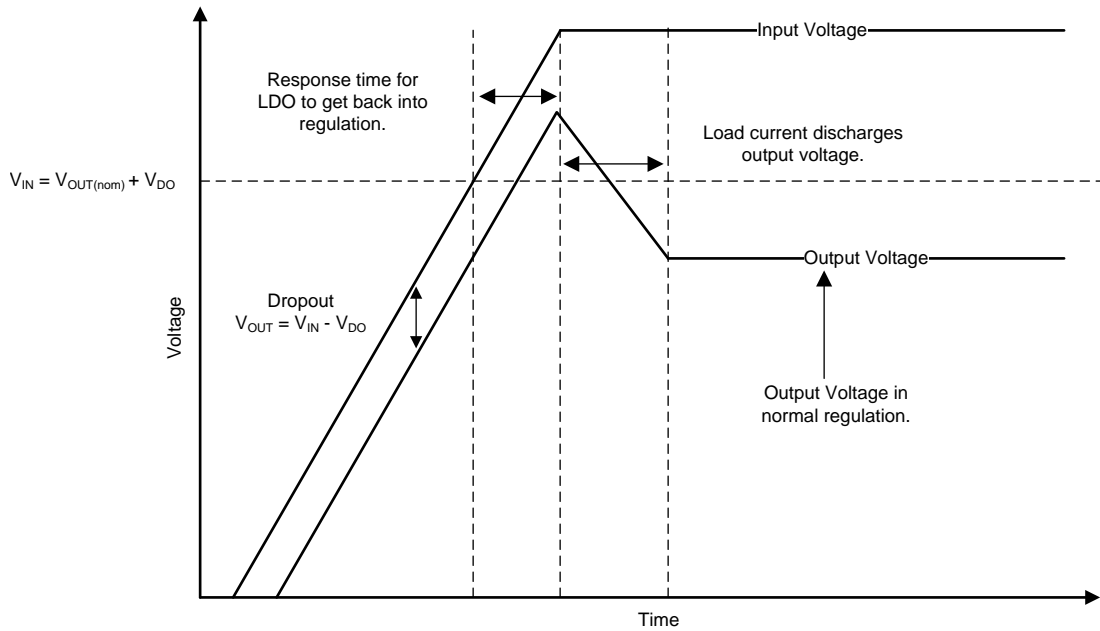 Input Voltage
Response time for
LDO to get back into
regulation.
Load current discharges
output voltage.
V_IN = V_OUT(nom) + V_DO
Output Voltage
Dropout
V_OUT = V_IN - V_DO
Voltage
Output Voltage in
normal regulation.
Time